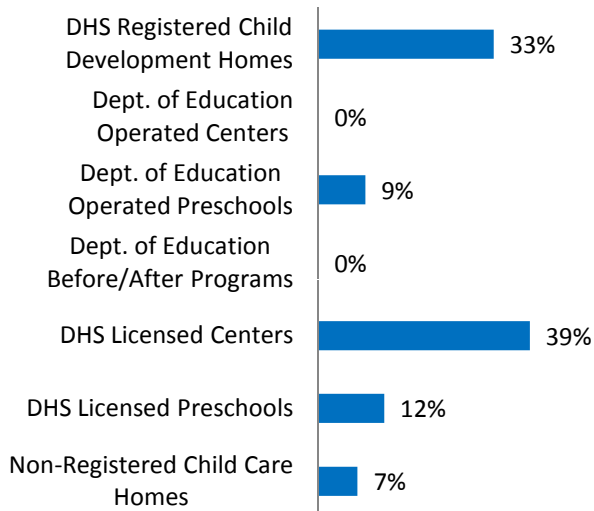 DHS Registered Child
Development Homes
33%
Dept. of Education
Operated Centers
0%
Dept. of Education
Operated Preschools
9%
Dept. of Education
Before/After Programs
0%
DHS Licensed Centers
39%
DHS Licensed Preschools
12%
Non-Registered Child Care
Homes
7%